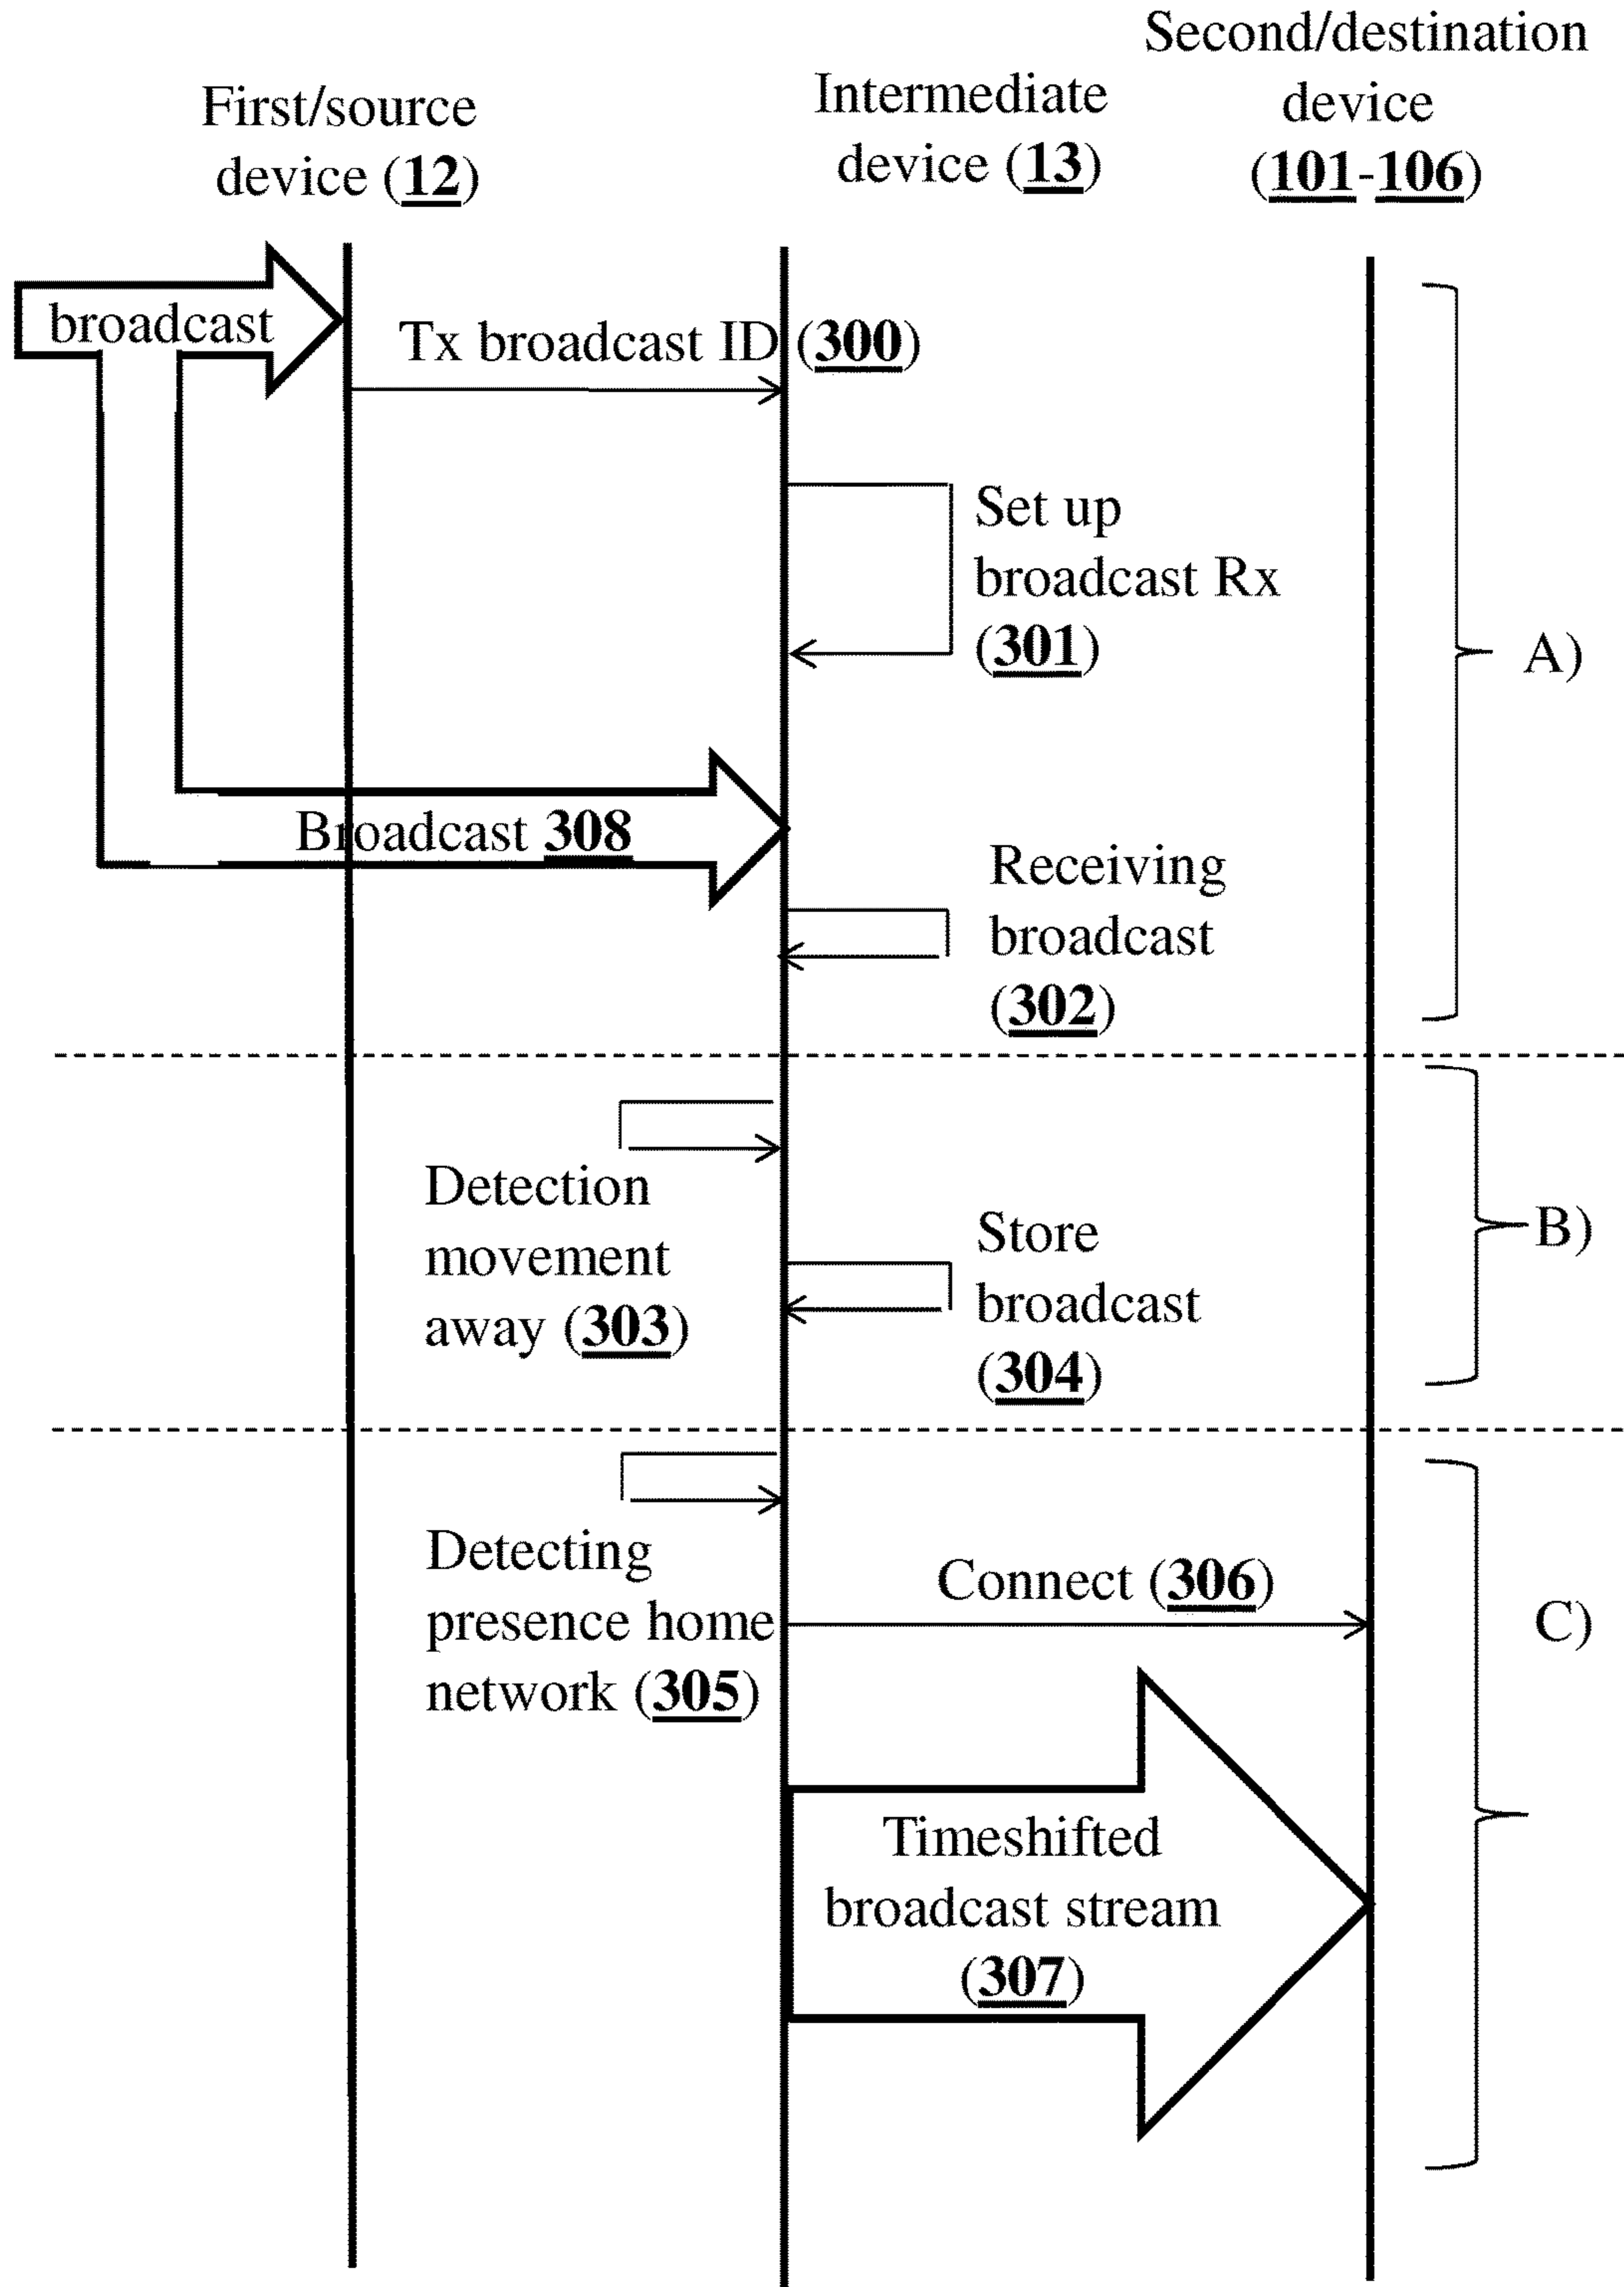 First/source
device (12)
Intermediate
device (13)
Second/destination
device
(101-106)
broadcast
Tx broadcast ID (300)
Set up
broadcast Rx
(301)
A)
Broadcast 308
Receiving
broadcast
(302)
Detection
movement
away (303)
Store
broadcast
(304)
B)
Detecting
presence home
network (305)
Connect (306)
C)
Timeshifted
broadcast stream
(307)